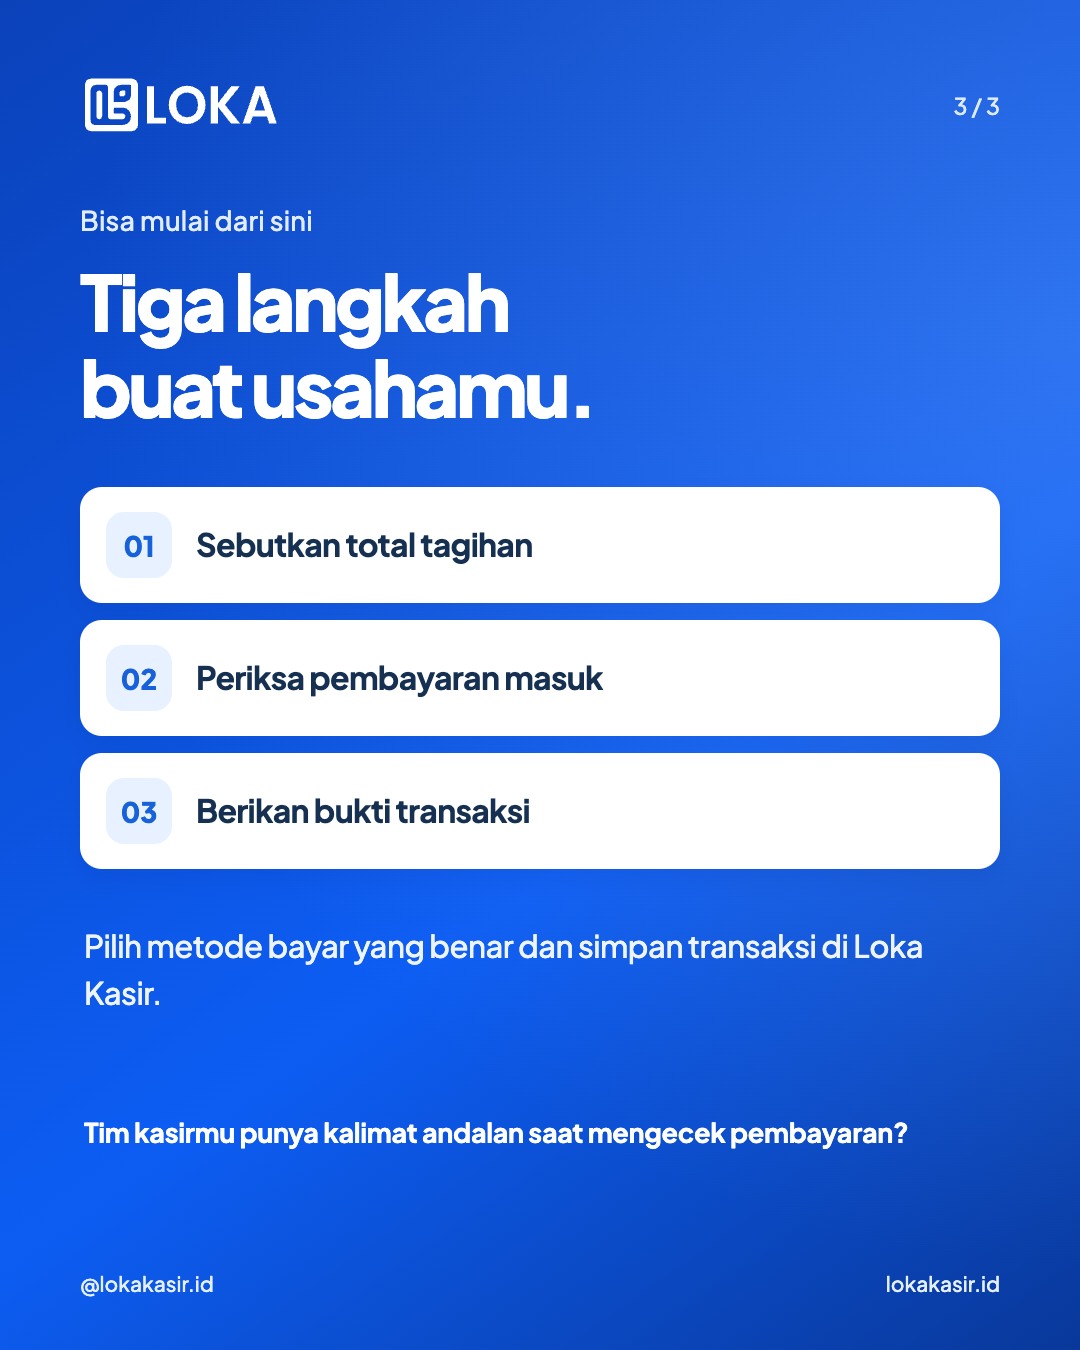 LOKA
3 / 3
Bisa mulai dari sini
Tiga langkah
buat usahamu.
01 Sebutkan total tagihan
02 Periksa pembayaran masuk
03 Berikan bukti transaksi
Pilih metode bayar yang benar dan simpan transaksi di Loka
Kasir.
Tim kasirmu punya kalimat andalan saat mengecek pembayaran?
@lokakasir.id
lokakasir.id